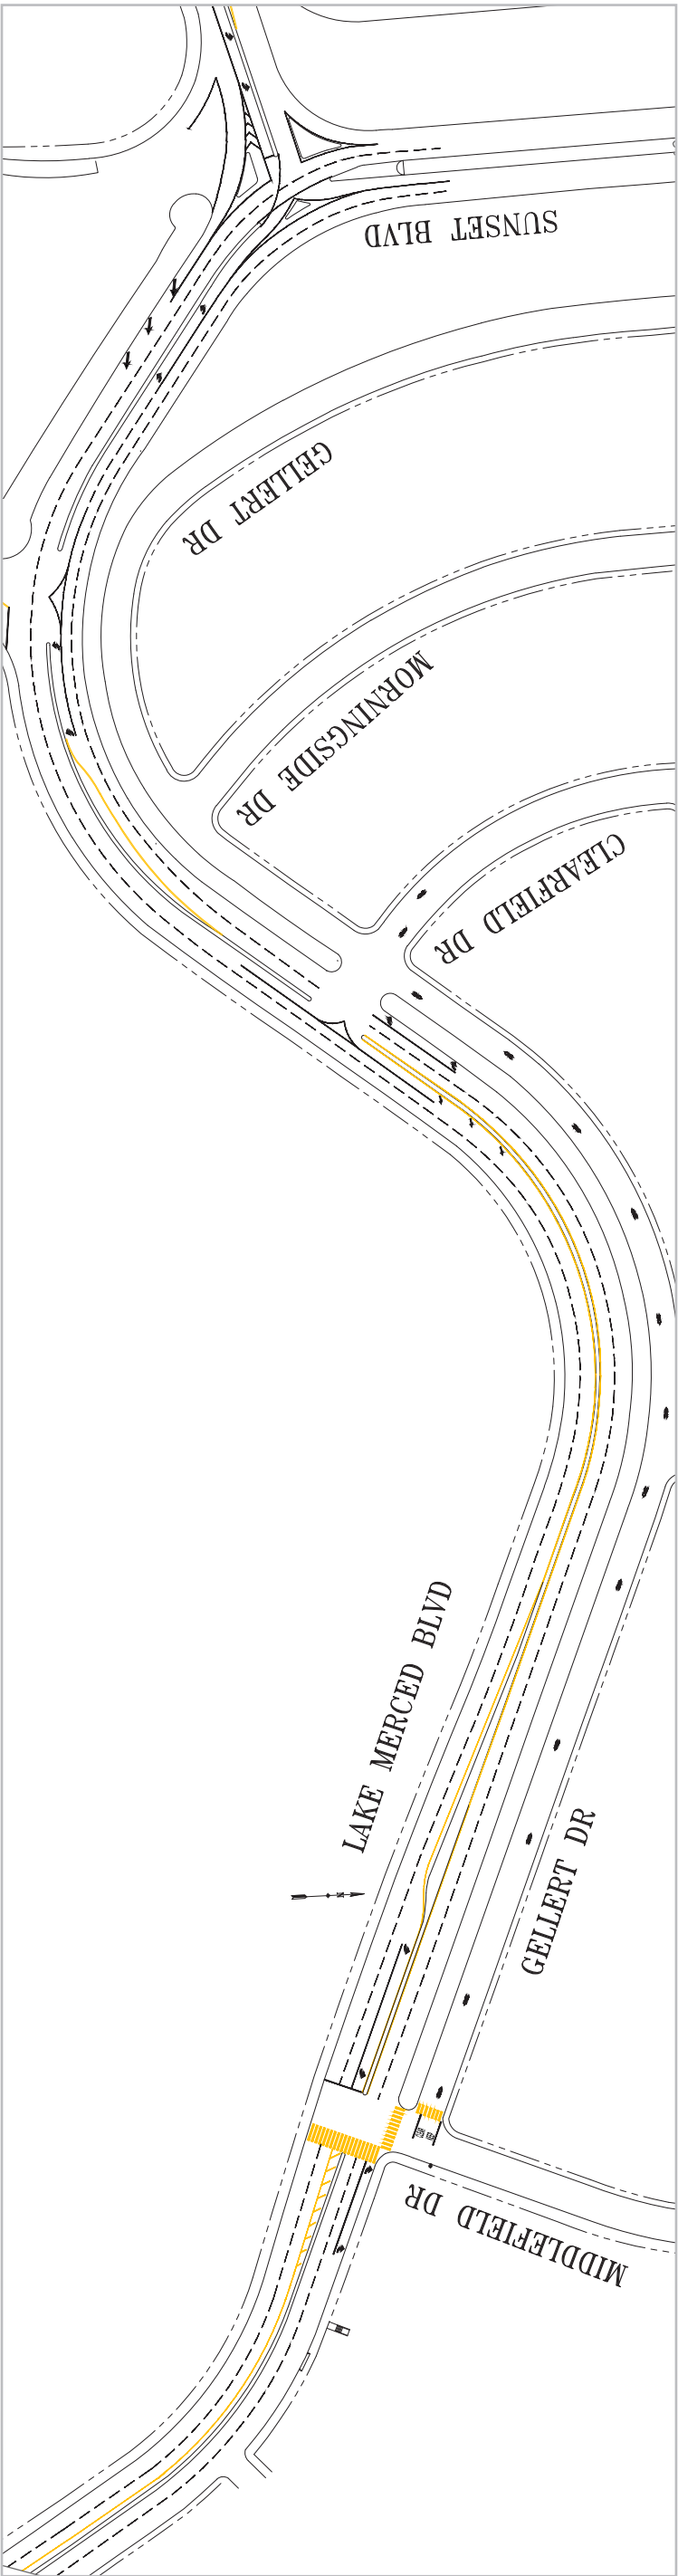 SUNSET BLVD
GELLERT DR
MORNINGSIDE DR
CLEARFIELD DR
LAKE MERCED BLVD
GELLERT DR
MIDDLEFIELD DR